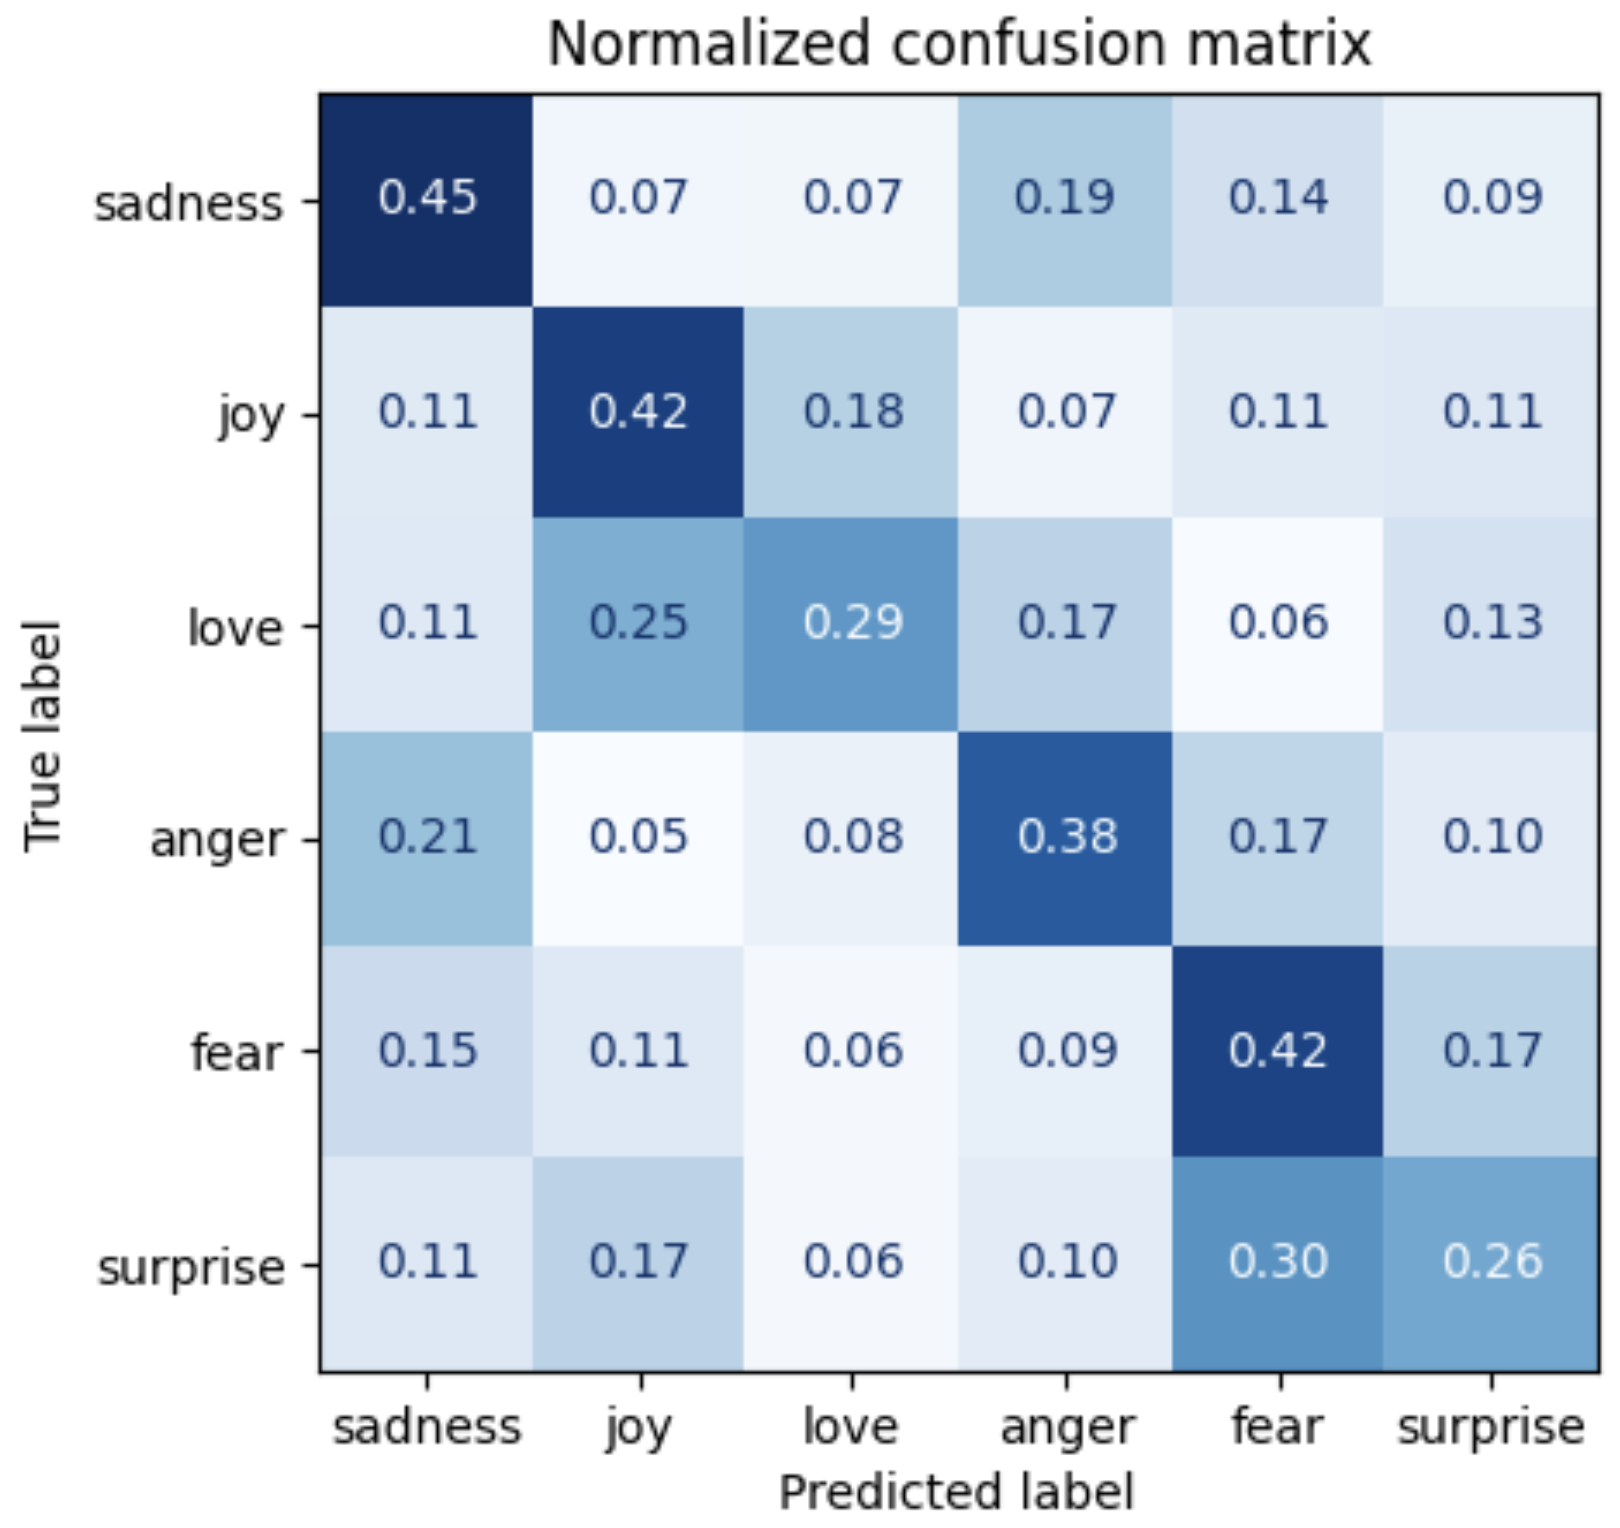 Normalized confusion matrix
True label
sadness 0.45 0.07 0.07 0.19 0.14 0.09
joy 0.11 0.42 0.18 0.07 0.11 0.11
love 0.11 0.25 0.29 0.17 0.06 0.13
anger 0.21 0.05 0.08 0.38 0.17 0.10
fear 0.15 0.11 0.06 0.09 0.42 0.17
surprise 0.11 0.17 0.06 0.10 0.30 0.26
sadness joy love anger fear surprise
Predicted label